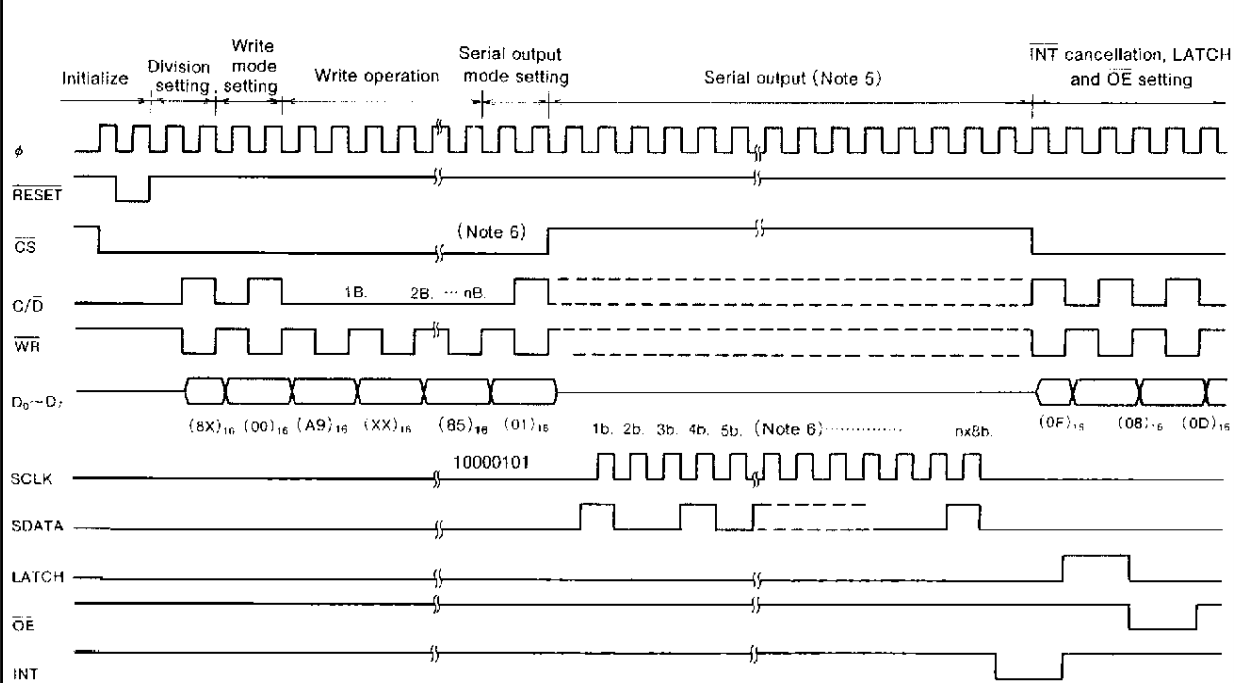 Initialize
Division setting
Write mode setting
Write operation
Serial output mode setting
Serial output (Note 5)
INT cancellation, LATCH and OE setting
φ
RESET
CS
(Note 6)
C/D
1B. 2B. ··· nB.
WR
D0~D7
(8X)16 (00)16 (A9)16 (XX)16 (85)16 (01)16
1b. 2b. 3b. 4b. 5b. (Note 6)··············· nx8b.
(0F)16 (08)16 (0D)16
10000101
SCLK
SDATA
LATCH
OE
INT